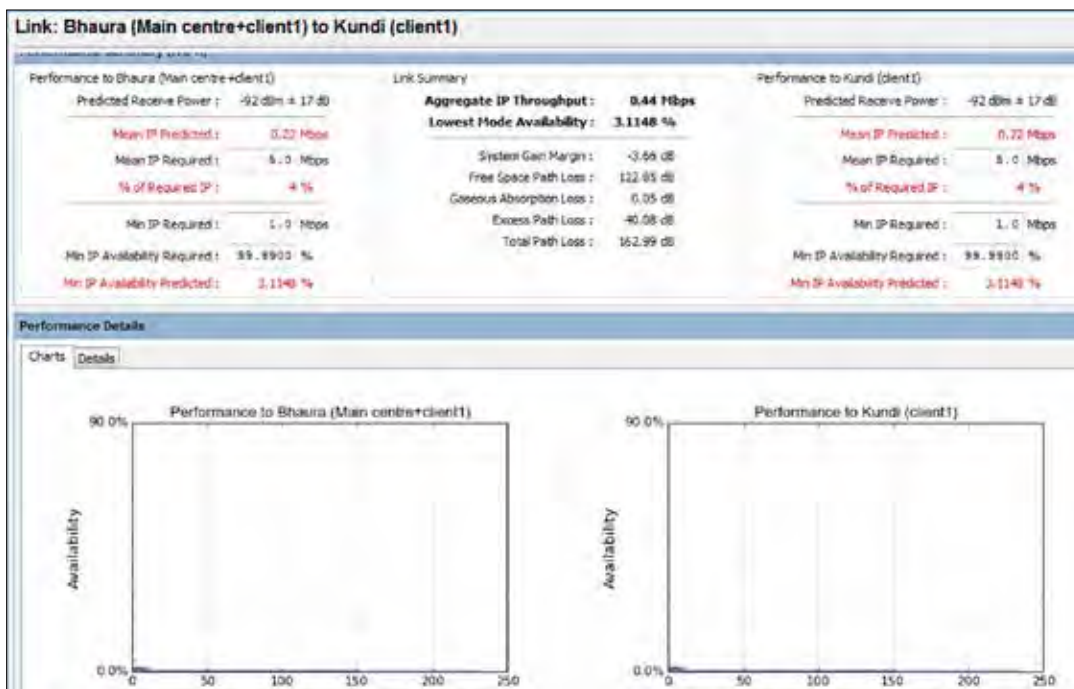 Link: Bhaura (Main centre+client1) to Kundi (client1)
Performance to Bhaura (Main centre+client1)
Predicted Receive Power : -92 dBm ± 17 dB
Mean IP Predicted : 0.22 Mbps
Mean IP Required : 5.0 Mbps
% of Required IP : 4 %
Min IP Required : 1.0 Mbps
Min IP Availability Required : 99.9900 %
Min IP Availability Predicted : 3.1148 %
Link Summary
Aggregate IP Throughput : 0.44 Mbps
Lowest Mode Availability : 3.1148 %
System Gain Margin : -3.66 dB
Free Space Path Loss : 122.85 dB
Gaseous Absorption Loss : 0.05 dB
Excess Path Loss : 40.08 dB
Total Path Loss : 162.99 dB
Performance to Kundi (client1)
Predicted Receive Power : -92 dBm ± 17 dB
Mean IP Predicted : 0.22 Mbps
Mean IP Required : 5.0 Mbps
% of Required IP : 4 %
Min IP Required : 1.0 Mbps
Min IP Availability Required : 99.9900 %
Min IP Availability Predicted : 3.1148 %
Performance Details
Charts Details
Performance to Bhaura (Main centre+client1)
90.0%
Availability
0.0%
0 50 100 150 200 250
Performance to Kundi (client1)
90.0%
Availability
0.0%
0 50 100 150 200 250